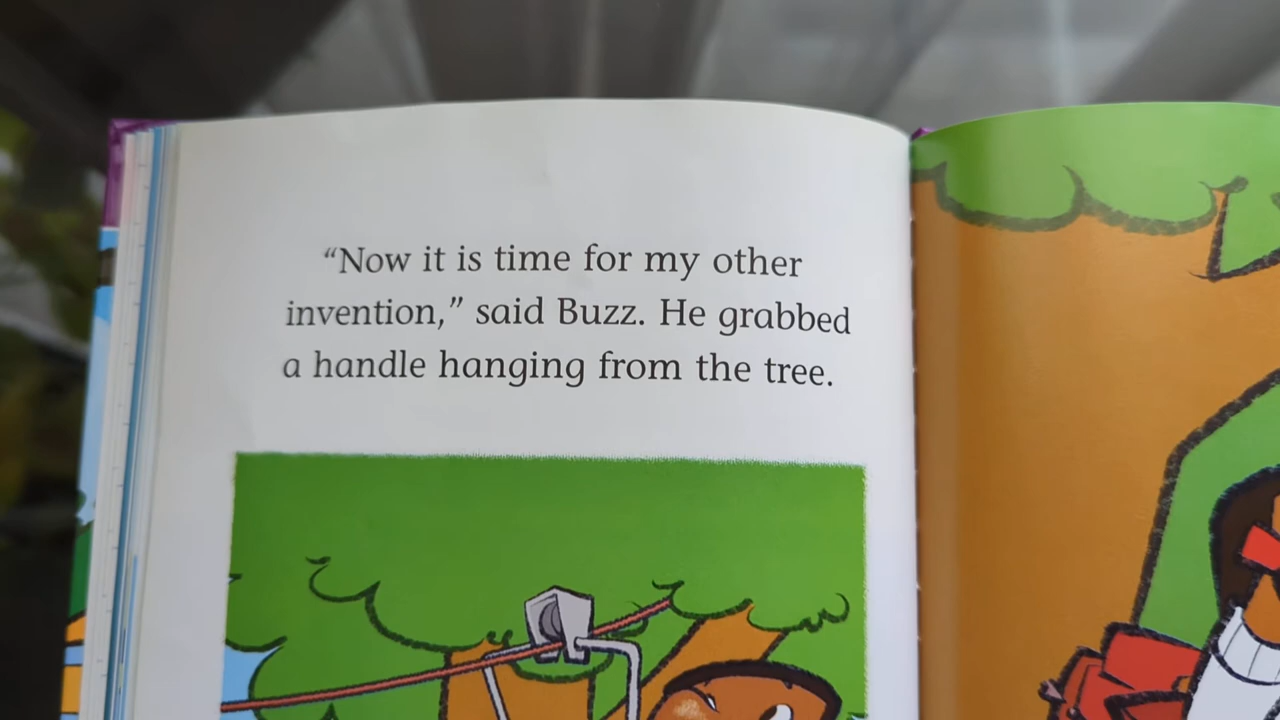 “Now it is time for my other
invention,” said Buzz. He grabbed
a handle hanging from the tree.